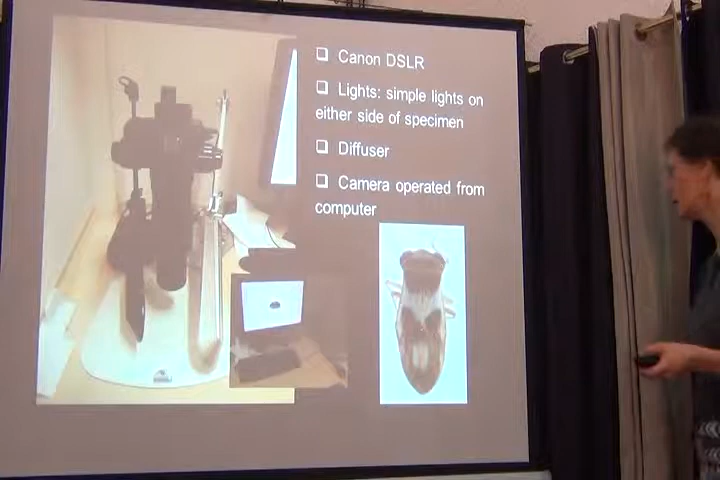 ❑ Canon DSLR
❑ Lights: simple lights on
either side of specimen
❑ Diffuser
❑ Camera operated from
computer